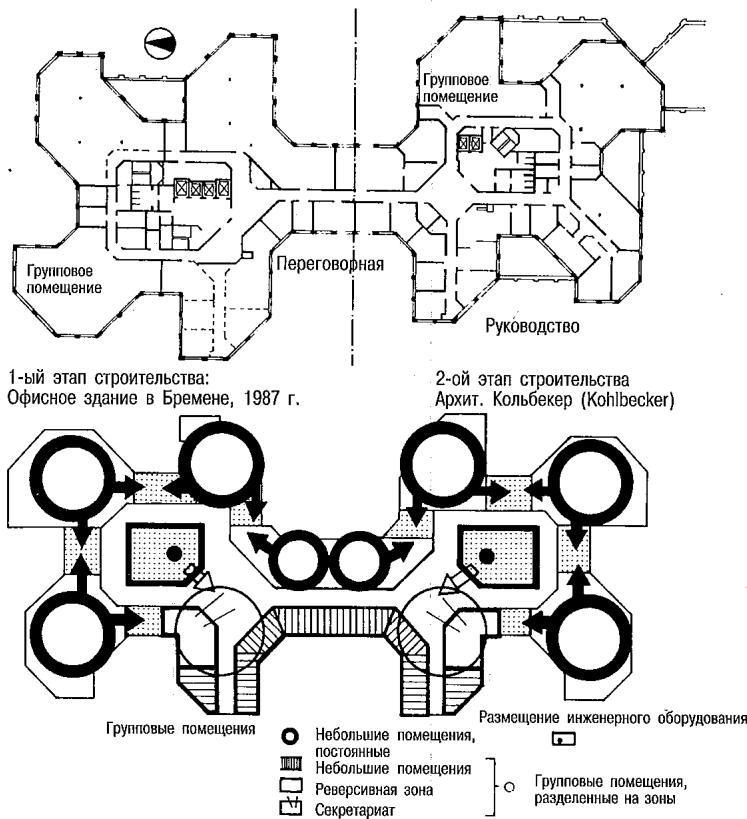 Групповое
помещение
Групповое
помещение
Переговорная
Руководство
1-ый этап строительства:
Офисное здание в Бремене, 1987 г.
2-ой этап строительства
Архит. Кольбекер (Kohlbecker)
Групповые помещения
Размещение инженерного оборудования
Небольшие помещения,
постоянные
Небольшие помещения
Реверсивная зона
Секретариат
Групповые помещения,
разделенные на зоны